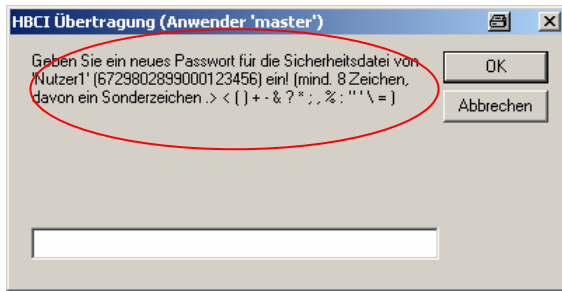 HBCI Übertragung (Anwender 'master')
Geben Sie ein neues Passwort für die Sicherheitsdatei von
'Nutzer1' (67298028990000123456) ein! (mind. 8 Zeichen,
davon ein Sonderzeichen .> < ( ) + - & ? * ; , % : " ' \ = )
OK
Abbrechen